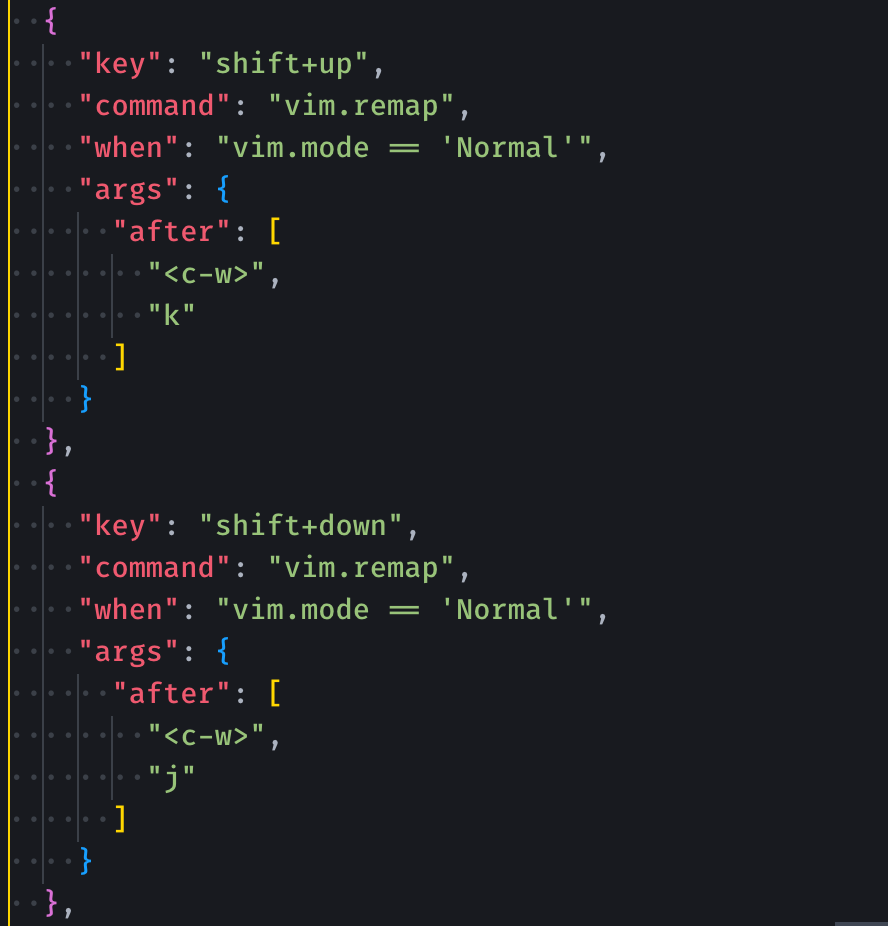 {
"key": "shift+up",
"command": "vim.remap",
"when": "vim.mode == 'Normal'",
"args": {
"after": [
"<c-w>",
"k"
]
}
},
{
"key": "shift+down",
"command": "vim.remap",
"when": "vim.mode == 'Normal'",
"args": {
"after": [
"<c-w>",
"j"
]
}
},